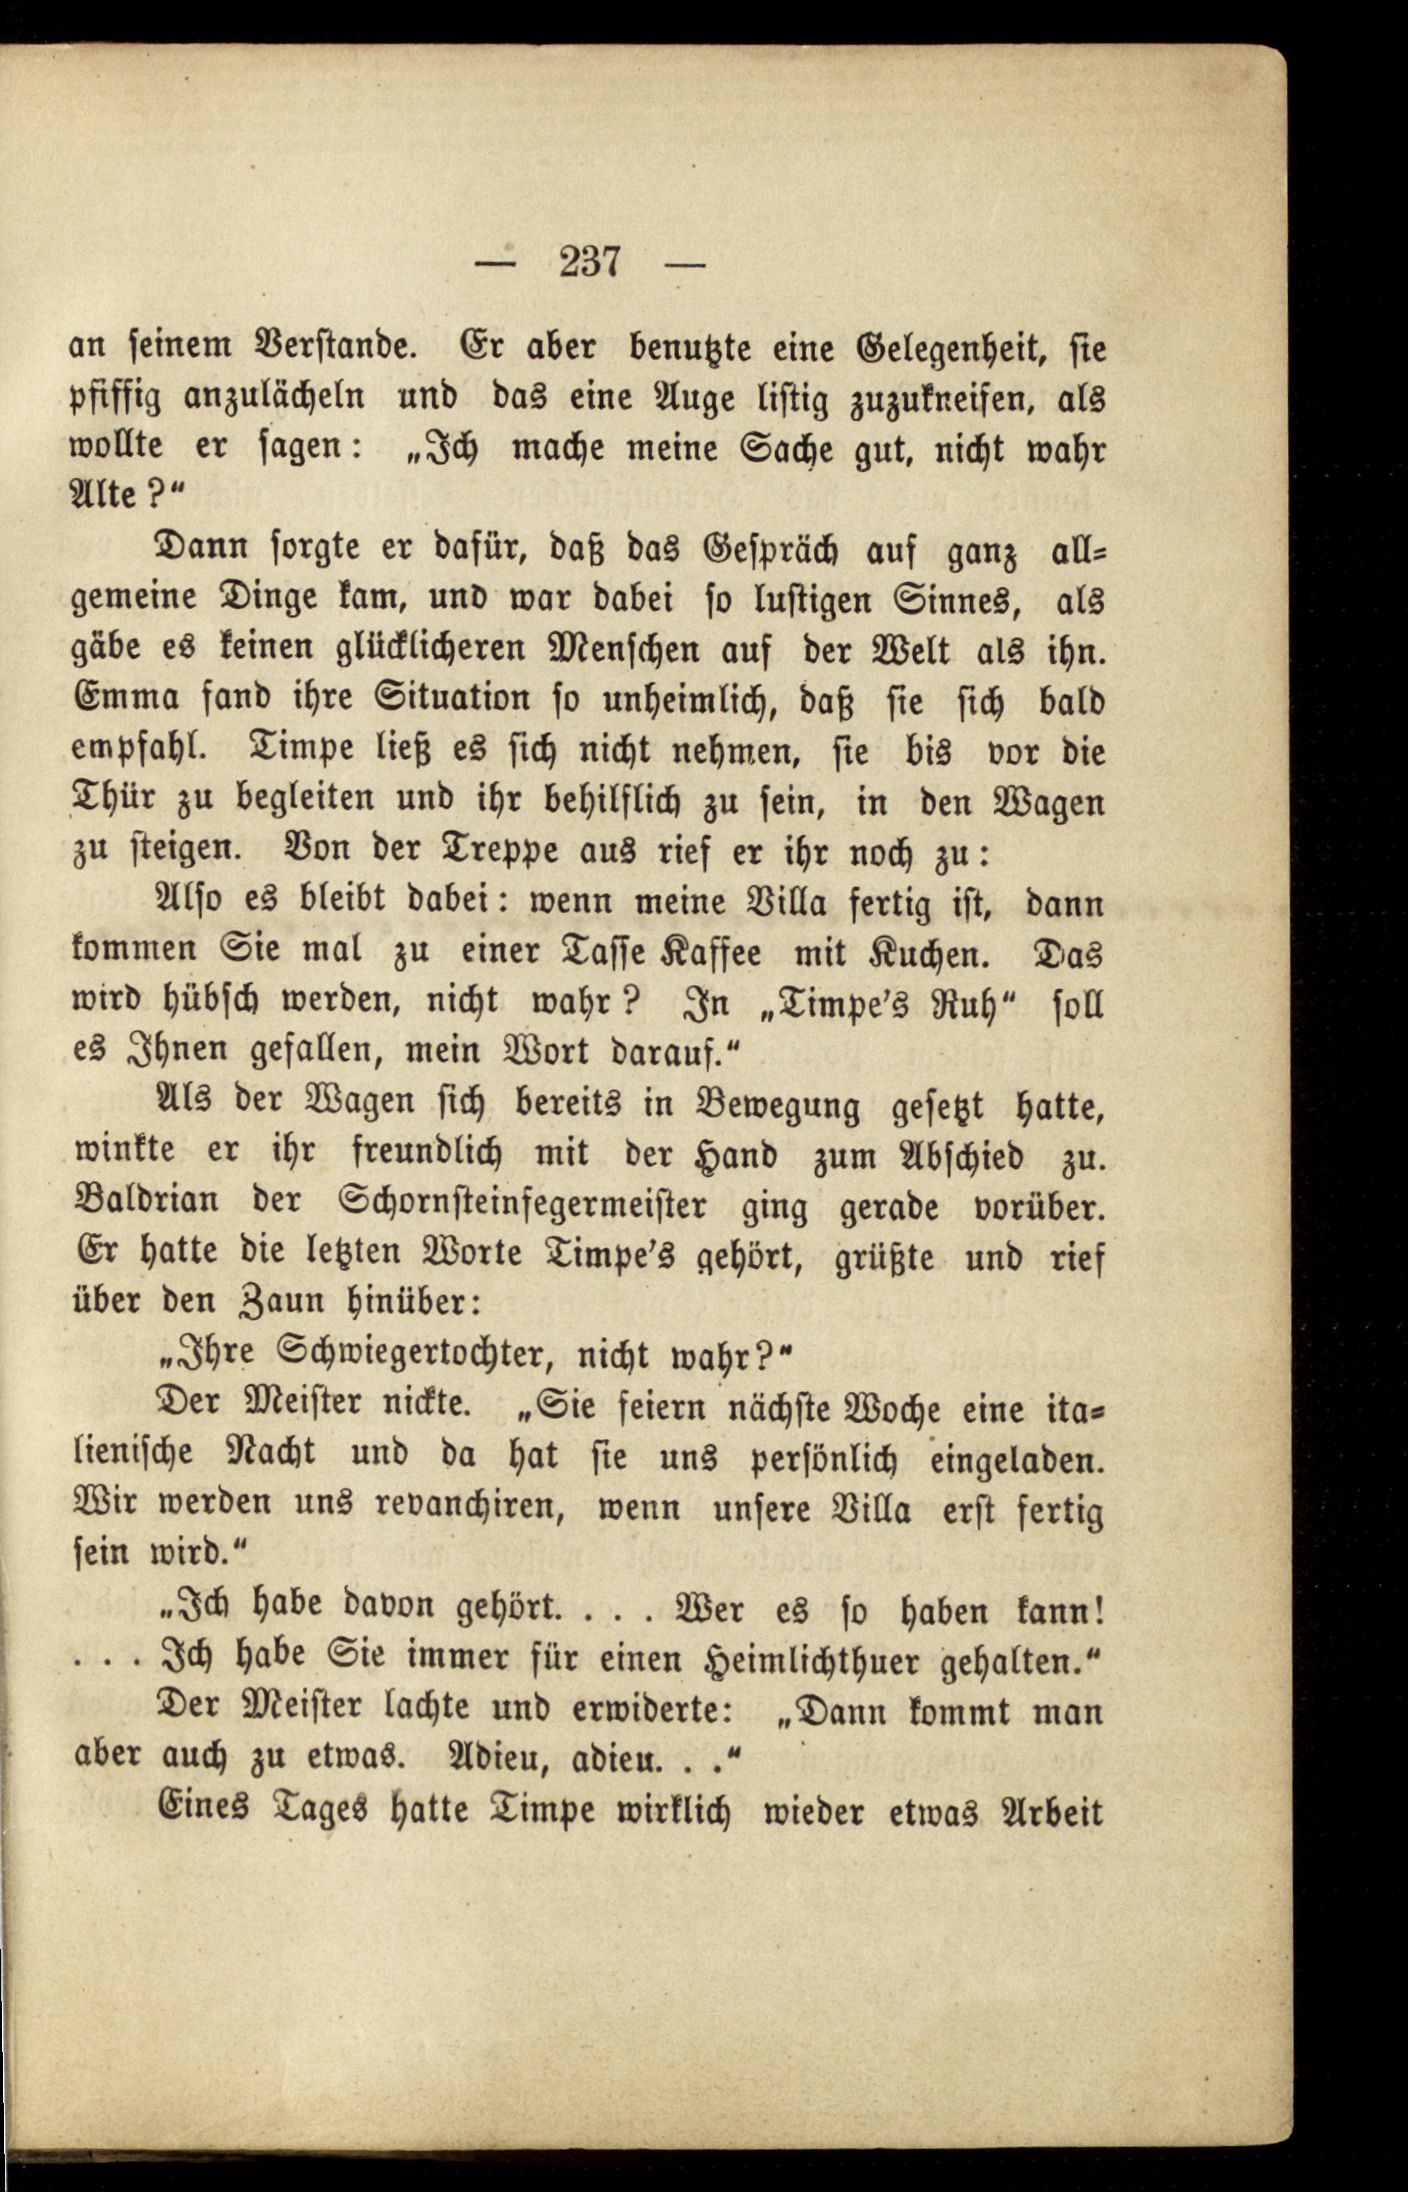 — 237 —
an seinem Verstande. Er aber benutzte eine Gelegenheit, sie
pfiffig anzulächeln und das eine Auge listig zuzukneifen, als
wollte er sagen: „Ich mache meine Sache gut, nicht wahr
Alte?“
Dann sorgte er dafür, daß das Gespräch auf ganz all-
gemeine Dinge kam, und war dabei so lustigen Sinnes, als
gäbe es keinen glücklicheren Menschen auf der Welt als ihn.
Emma fand ihre Situation so unheimlich, daß sie sich bald
empfahl. Timpe ließ es sich nicht nehmen, sie bis vor die
Thür zu begleiten und ihr behilflich zu sein, in den Wagen
zu steigen. Von der Treppe aus rief er ihr noch zu:
Also es bleibt dabei: wenn meine Villa fertig ist, dann
kommen Sie mal zu einer Tasse Kaffee mit Kuchen. Das
wird hübsch werden, nicht wahr? In „Timpe's Ruh“ soll
es Ihnen gefallen, mein Wort darauf.“
Als der Wagen sich bereits in Bewegung gesetzt hatte,
winkte er ihr freundlich mit der Hand zum Abschied zu.
Baldrian der Schornsteinfegermeister ging gerade vorüber.
Er hatte die letzten Worte Timpe's gehört, grüßte und rief
über den Zaun hinüber:
„Ihre Schwiegertochter, nicht wahr?“
Der Meister nickte. „Sie feiern nächste Woche eine ita-
lienische Nacht und da hat sie uns persönlich eingeladen.
Wir werden uns revanchiren, wenn unsere Villa erst fertig
sein wird.“
„Ich habe davon gehört. . . . Wer es so haben kann!
. . . Ich habe Sie immer für einen Heimlichthuer gehalten.“
Der Meister lachte und erwiderte: „Dann kommt man
aber auch zu etwas. Adieu, adieu. . .“
Eines Tages hatte Timpe wirklich wieder etwas Arbeit